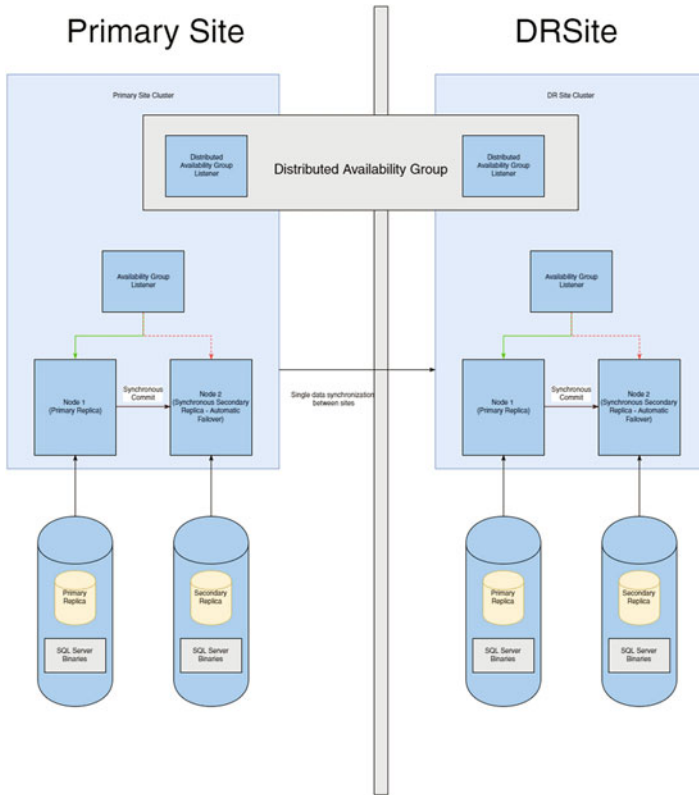 Primary Site
DRSite
Primary Site Cluster
DR Site Cluster
Distributed
Availability Group
Listener
Distributed Availability Group
Distributed
Availability Group
Listener
Availability Group
Listener
Availability Group
Listener
Node 1
(Primary Replica)
Synchronous
Commit
Node 2
(Synchronous Secondary
Replica - Automatic
Failover)
Single data synchronization
between sites
Node 1
(Primary Replica)
Synchronous
Commit
Node 2
(Synchronous Secondary
Replica - Automatic
Failover)
Primary
Replica
Secondary
Replica
Primary
Replica
Secondary
Replica
SQL Server
Binaries
SQL Server
Binaries
SQL Server
Binaries
SQL Server
Binaries